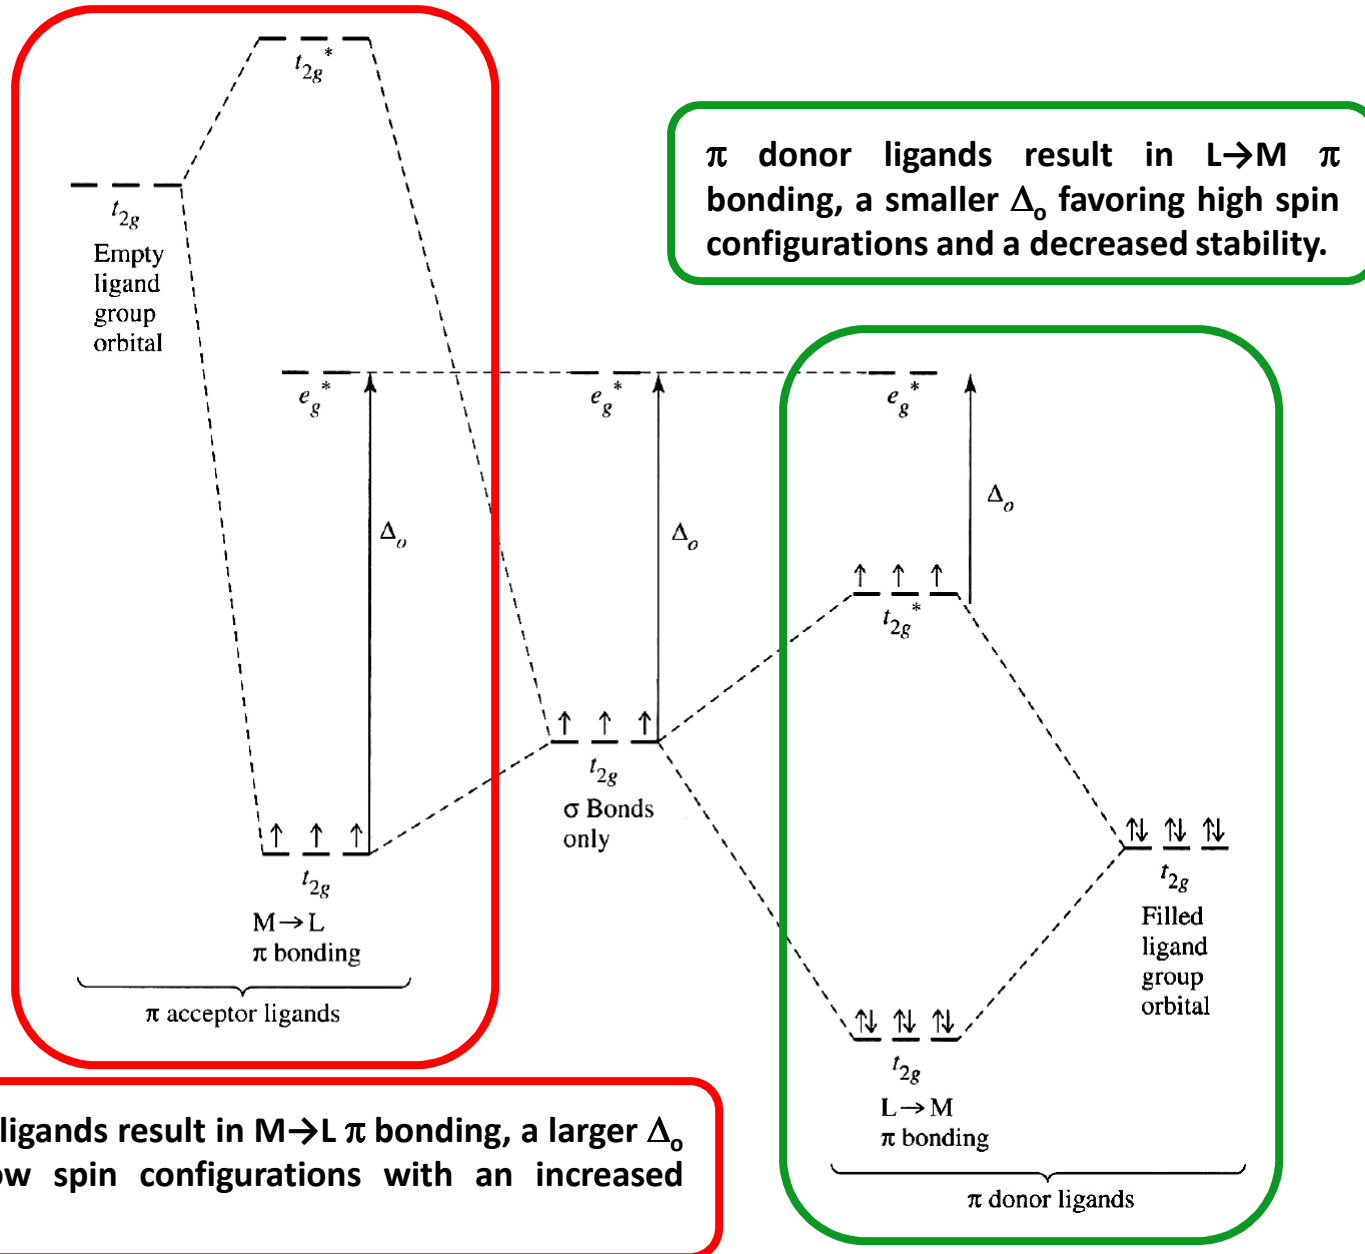 t2g*
π donor ligands result in L→M π
bonding, a smaller Δo favoring high spin
configurations and a decreased stability.
t2g
Empty
ligand
group
orbital
eg*
eg*
eg*
Δo
Δo
Δo
↑ ↑ ↑
t2g*
↑ ↑ ↑
t2g
σ Bonds
only
↑ ↑ ↑
t2g
M→L
π bonding
π acceptor ligands
↑↓ ↑↓ ↑↓
t2g
Filled
ligand
group
orbital
↑↓ ↑↓ ↑↓
t2g
L→M
π bonding
π donor ligands
ligands result in M→L π bonding, a larger Δo
spin configurations with an increased